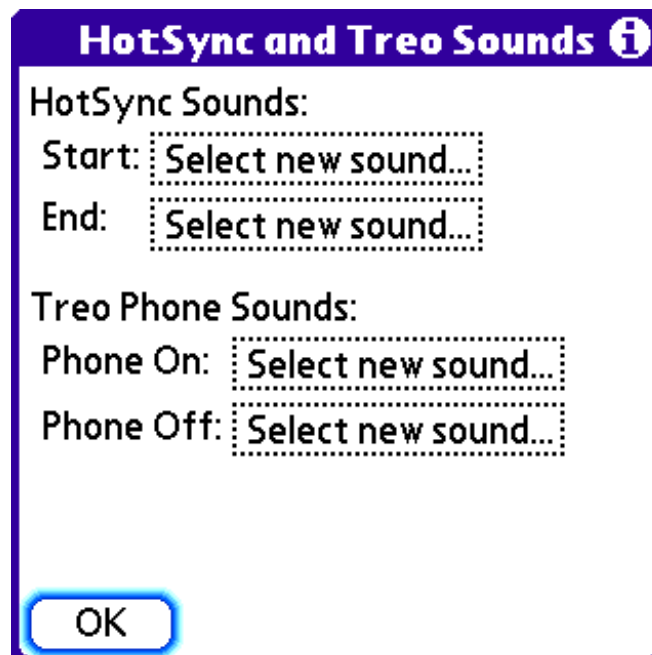 HotSync and Treo Sounds i
HotSync Sounds:
Start: Select new sound...
End: Select new sound...
Treo Phone Sounds:
Phone On: Select new sound...
Phone Off: Select new sound...
OK